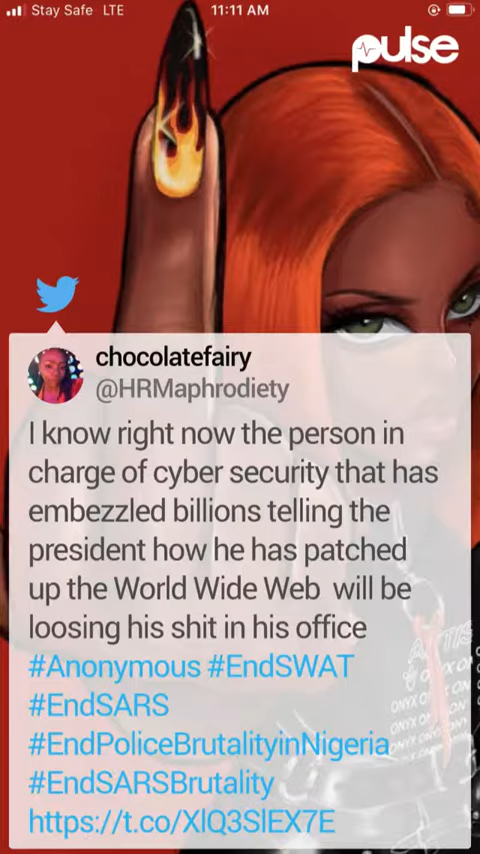 Stay Safe LTE 11:11 AM
pulse
chocolatefairy
@HRMaphrodiety
I know right now the person in
charge of cyber security that has
embezzled billions telling the
president how he has patched
up the World Wide Web will be
loosing his shit in his office
#Anonymous #EndSWAT
#EndSARS
#EndPoliceBrutalityinNigeria
#EndSARSBrutality
https://t.co/XlQ3SlEX7E